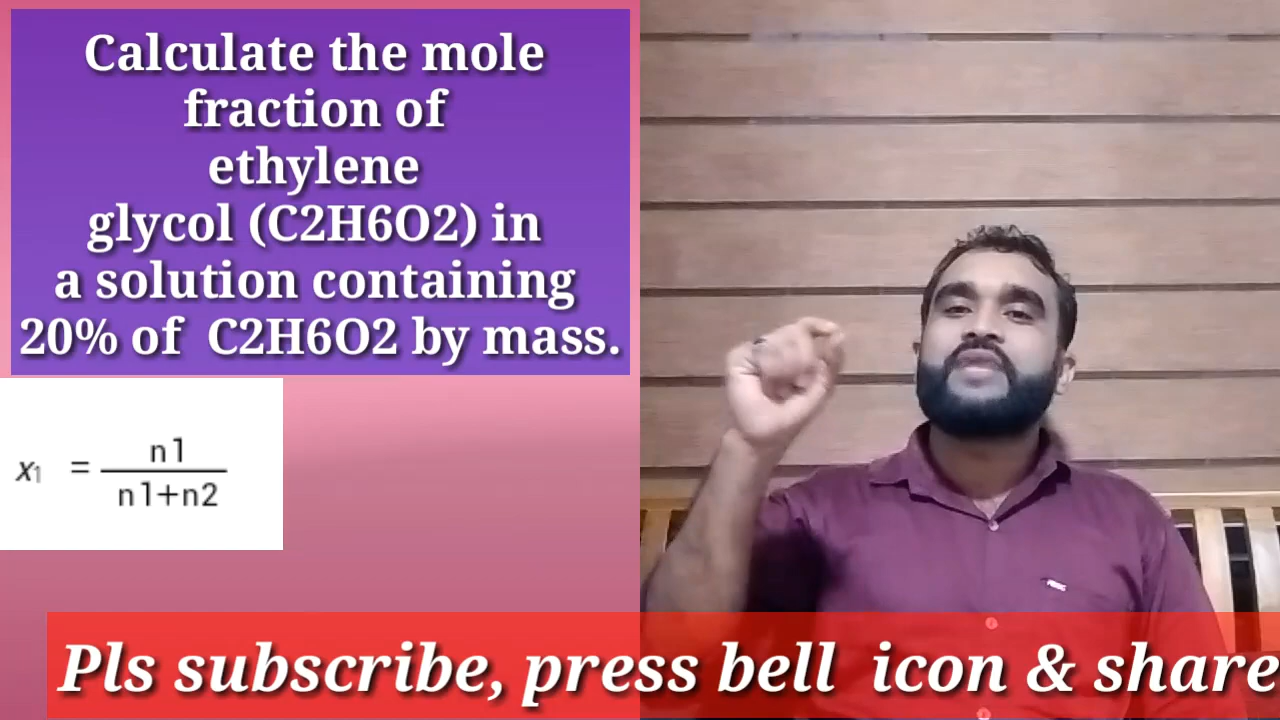 Calculate the mole
fraction of
ethylene
glycol (C2H6O2) in
a solution containing
20% of C2H6O2 by mass.
x1 = n1
n1+n2
Pls subscribe, press bell icon & share